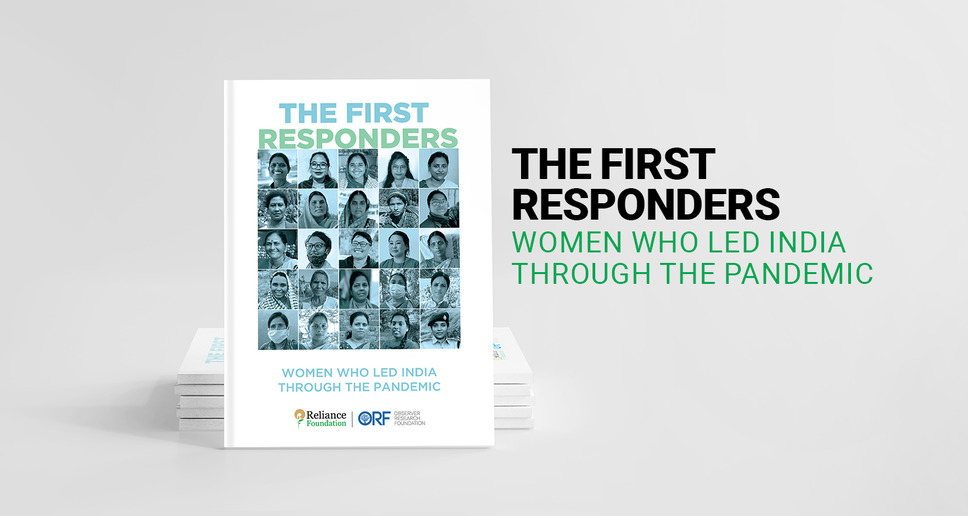 THE FIRST
RESPONDERS
WOMEN WHO LED INDIA
THROUGH THE PANDEMIC
Reliance
Foundation
ORF
OBSERVER
RESEARCH
FOUNDATION
THE FIRST
RESPONDERS
WOMEN WHO LED INDIA
THROUGH THE PANDEMIC